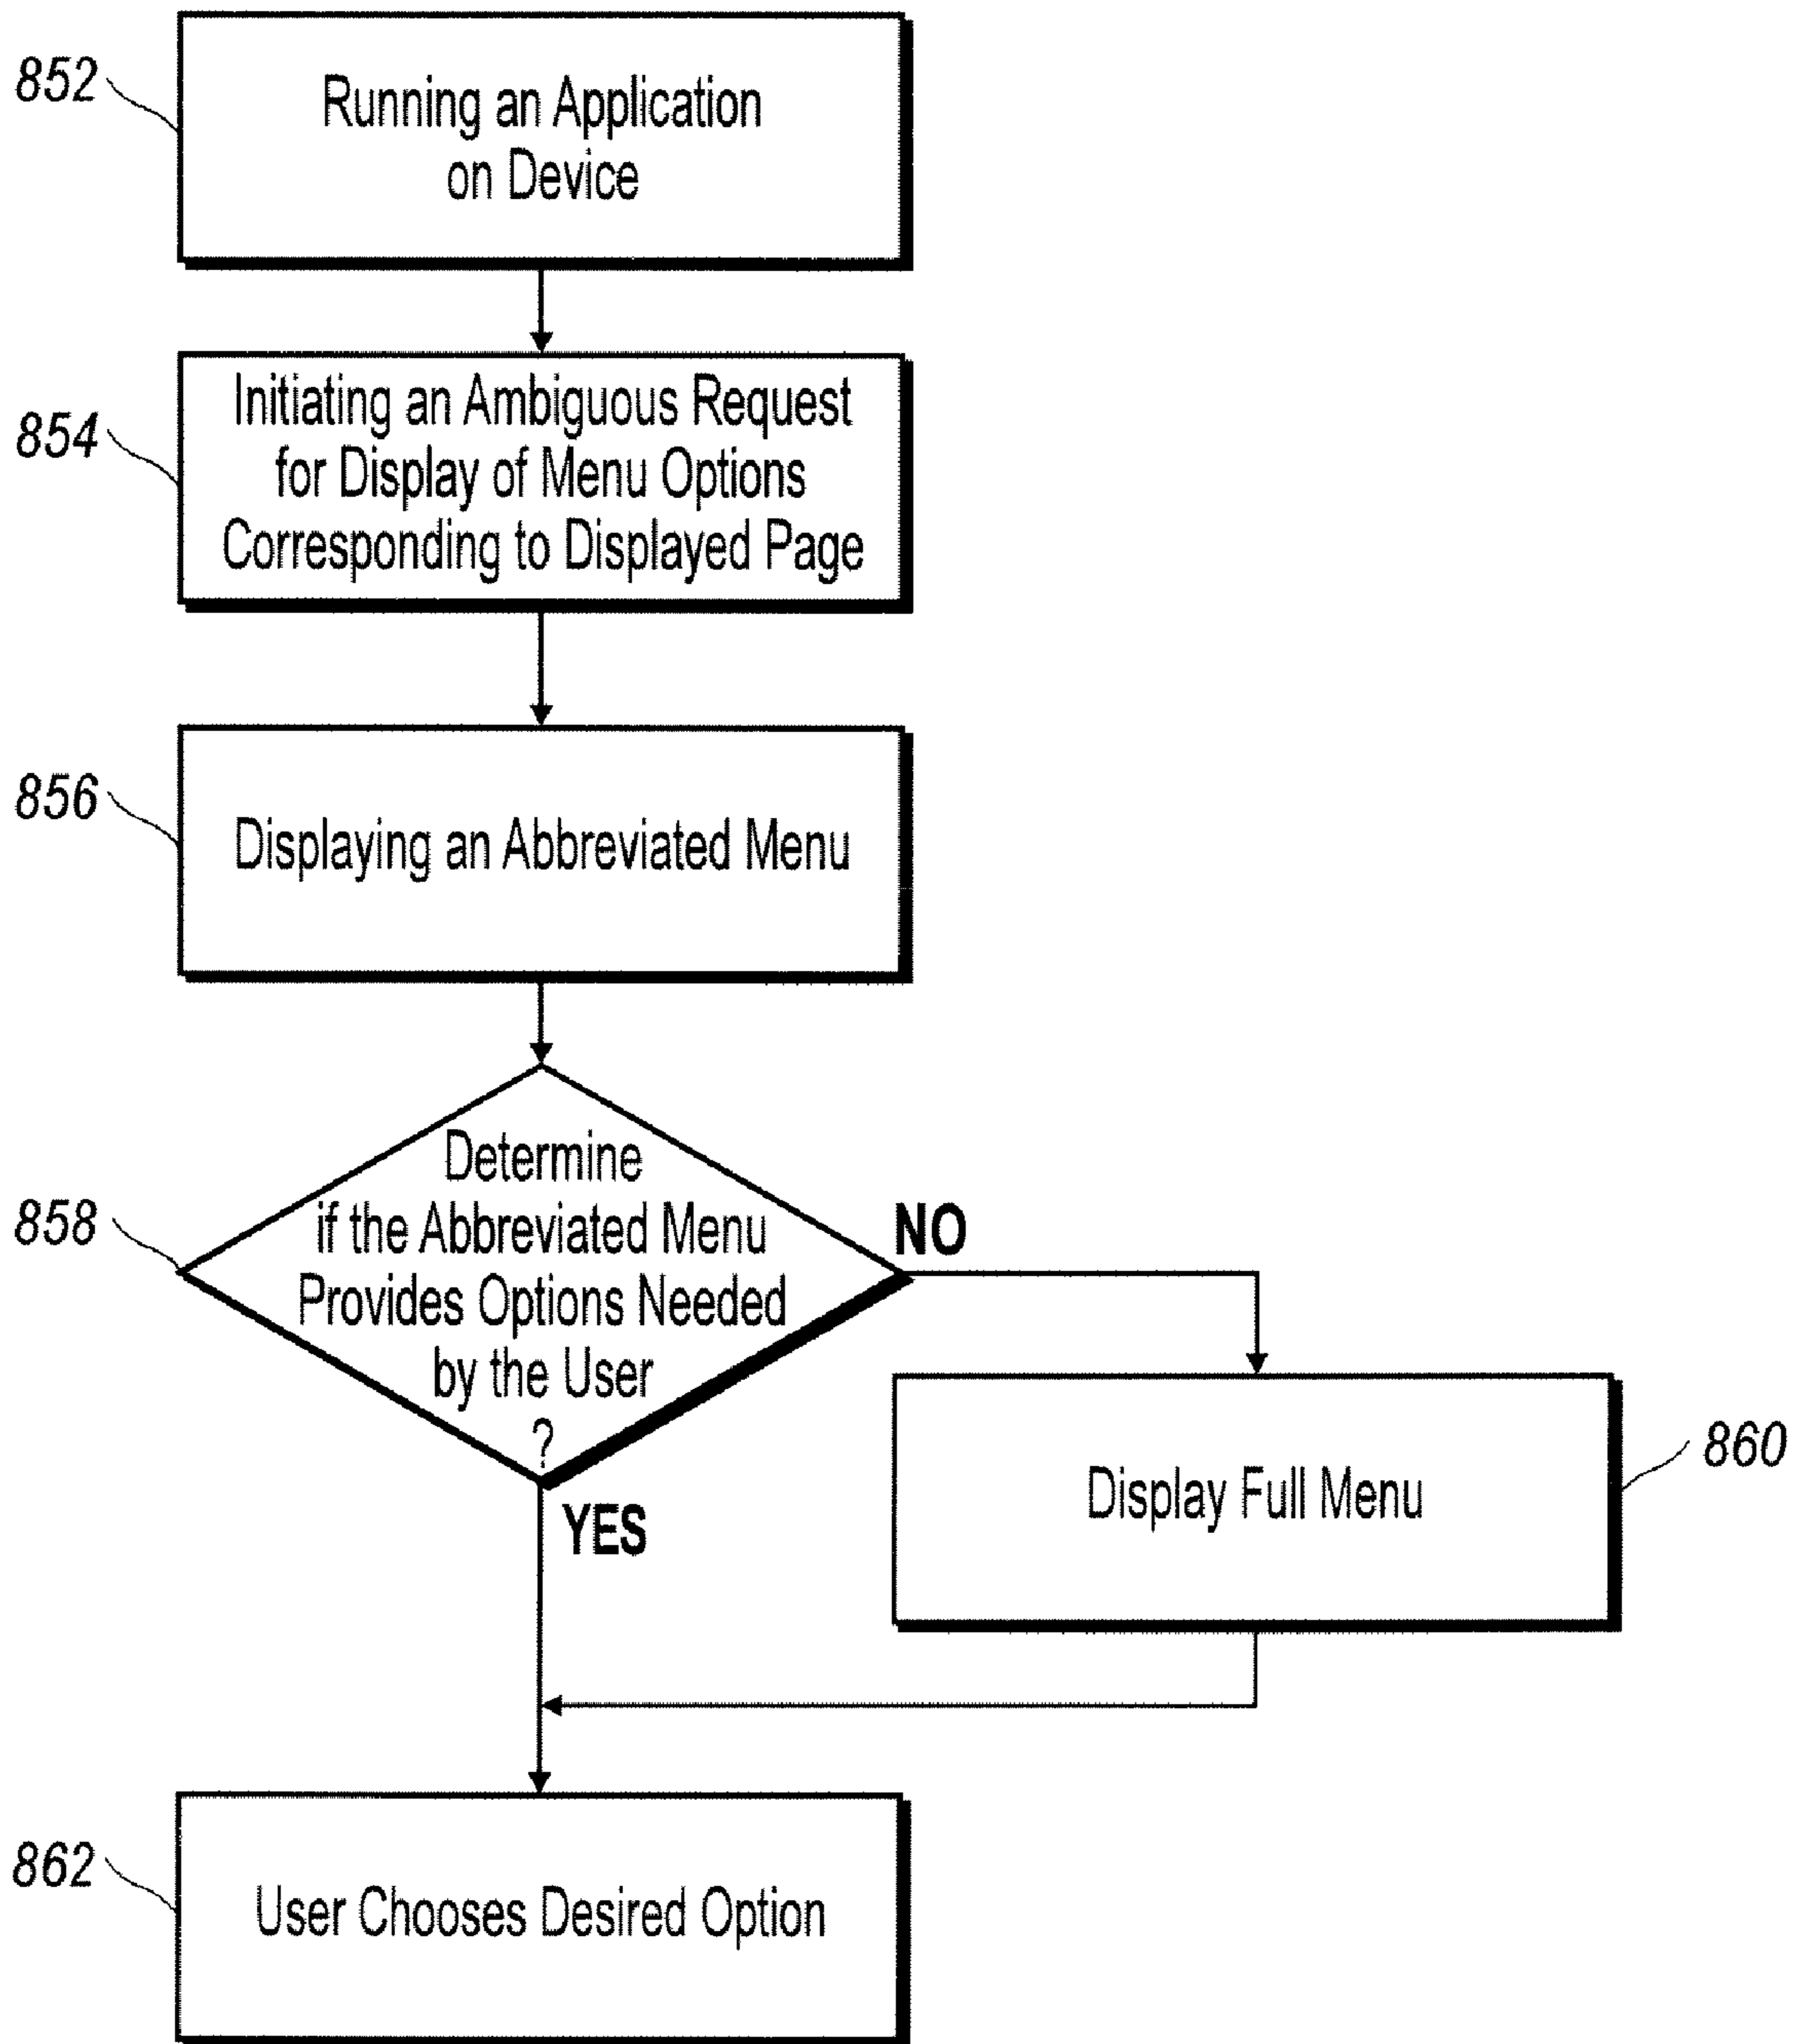 852
Running an Application
on Device
854
Initiating an Ambiguous Request
for Display of Menu Options
Corresponding to Displayed Page
856
Displaying an Abbreviated Menu
858
Determine
if the Abbreviated Menu
Provides Options Needed
by the User
?
NO
YES
860
Display Full Menu
862
User Chooses Desired Option